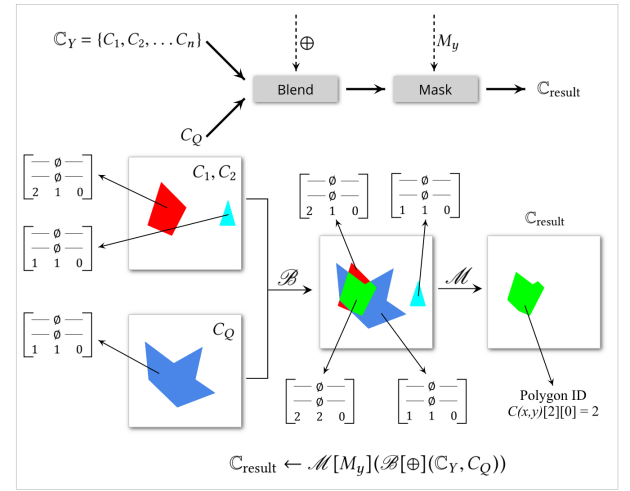 ℂ_Y = {C_1, C_2, . . . C_n}
⊕
M_y
Blend
Mask
ℂ_result
C_Q
C_1, C_2
— ∅ —
— ∅ —
2 1 0
— ∅ —
— ∅ —
1 1 0
— ∅ —
— ∅ —
2 1 0
— ∅ —
— ∅ —
1 1 0
ℂ_result
ℬ
ℳ
C_Q
— ∅ —
— ∅ —
1 1 0
— ∅ —
— ∅ —
2 2 0
— ∅ —
— ∅ —
1 1 0
Polygon ID
C(x,y)[2][0] = 2
ℂ_result ← ℳ[M_y](ℬ[⊕](ℂ_Y, C_Q))